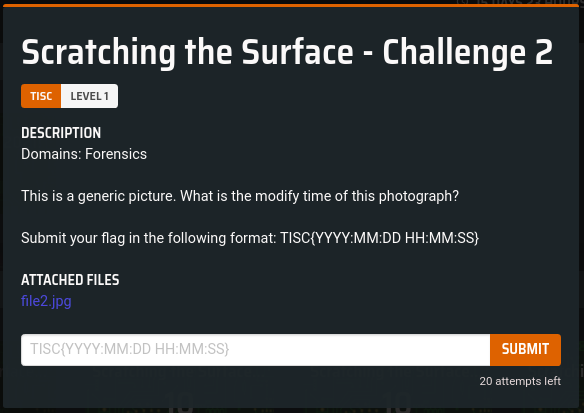 Scratching the Surface - Challenge 2
TISC LEVEL 1
DESCRIPTION
Domains: Forensics
This is a generic picture. What is the modify time of this photograph?
Submit your flag in the following format: TISC{YYYY:MM:DD HH:MM:SS}
ATTACHED FILES
file2.jpg
TISC{YYYY:MM:DD HH:MM:SS} SUBMIT
20 attempts left